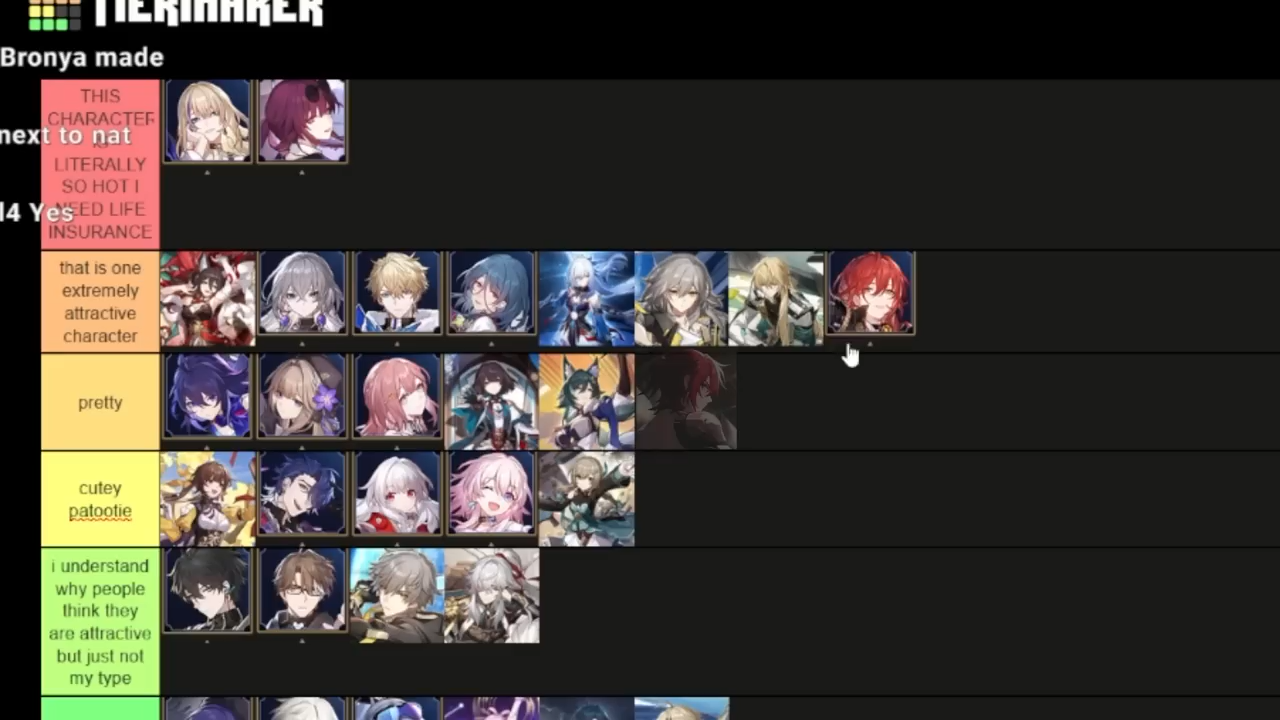 TIERMAKER
Bronya made
THIS
CHARACTER
next to nat
LITERALLY
SO HOT I
l4 Yes
NEED LIFE
INSURANCE
that is one
extremely
attractive
character
pretty
cutey
patootie
i understand
why people
think they
are attractive
but just not
my type